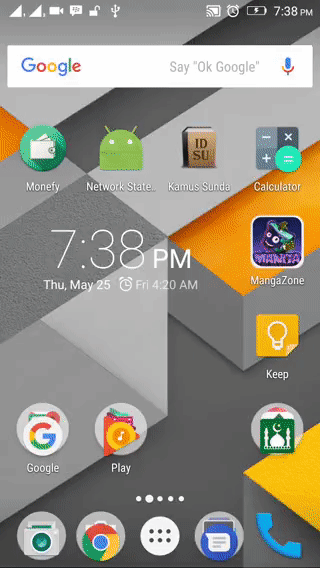 7:38 PM
Google
Say "Ok Google"
Monefy
Network State..
ID
SU
Kamus Sunda
Calculator
7:38 PM
Thu, May 25 Fri 4:20 AM
MANGA
MangaZone
Keep
Google
Play